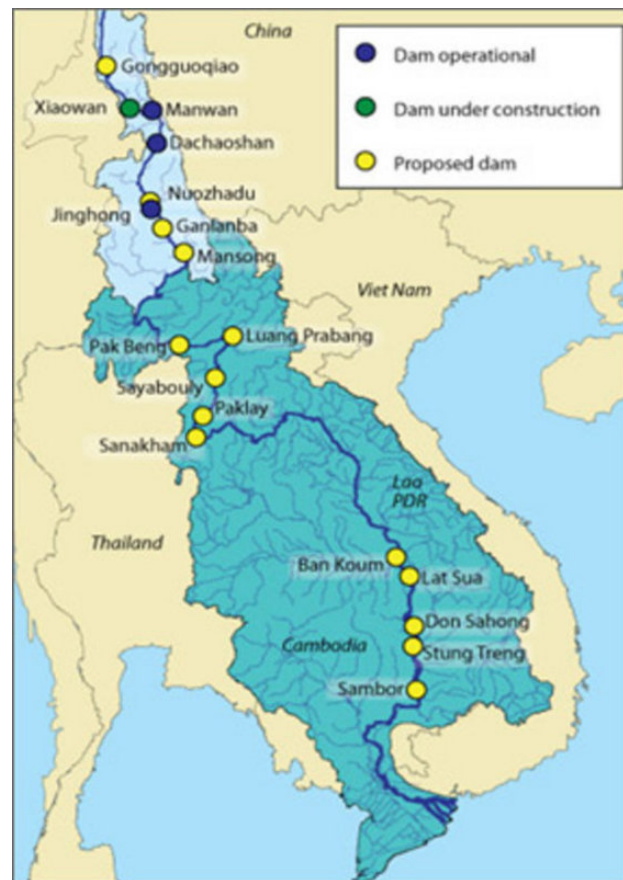 China
Gongguoqiao
Xiaowan
Manwan
Dachaoshan
Nuozhadu
Jinghong
Ganlanba
Mansong
Dam operational
Dam under construction
Proposed dam
Viet Nam
Pak Beng
Luang Prabang
Sayabouly
Paklay
Sanakham
Lao
PDR
Thailand
Ban Koum
Lat Sua
Don Sahong
Cambodia
Stung Treng
Sambor